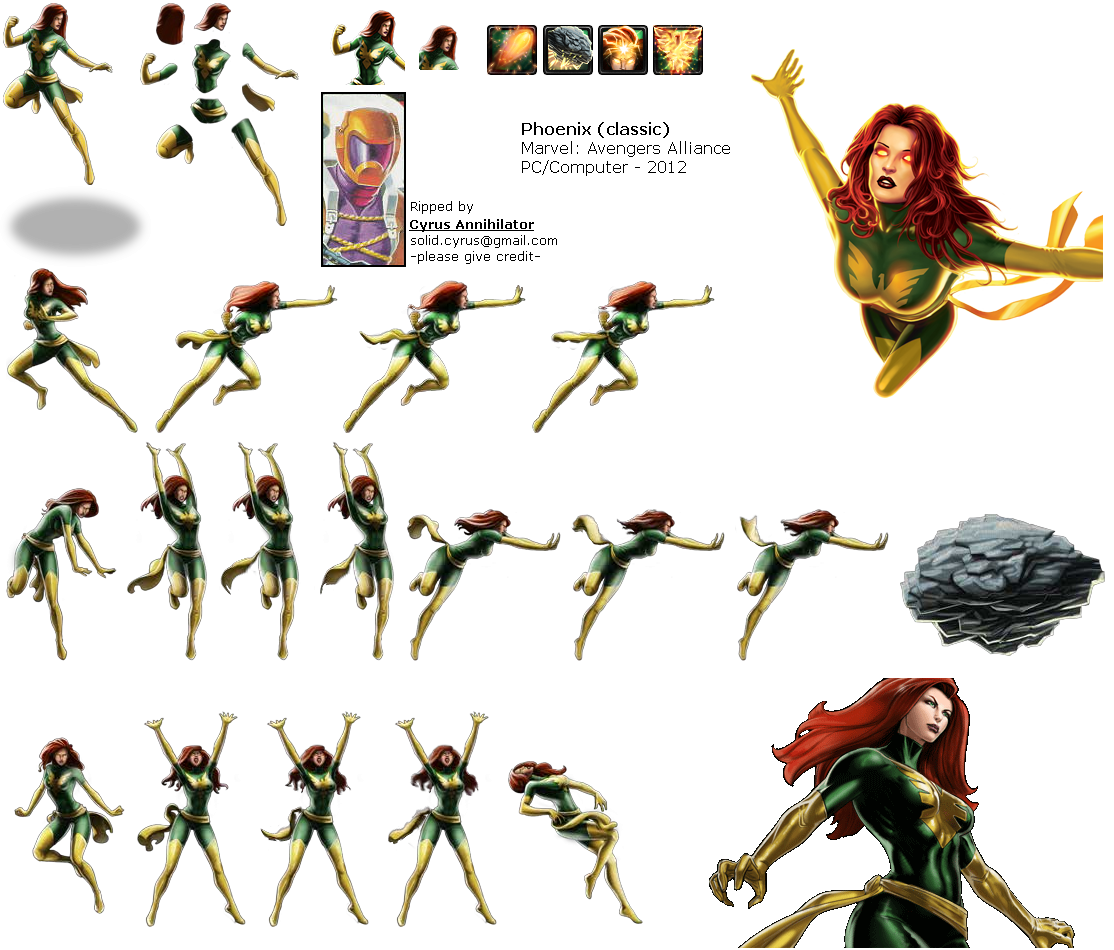 Phoenix (classic)
Marvel: Avengers Alliance
PC/Computer - 2012
Ripped by
Cyrus Annihilator
solid.cyrus@gmail.com
-please give credit-